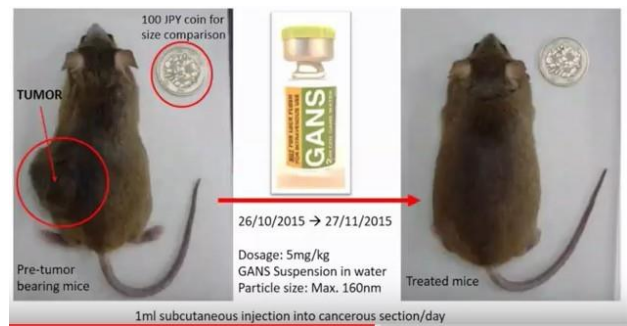 100 JPY coin for
size comparison
TUMOR
GANS
26/10/2015 → 27/11/2015
Dosage: 5mg/kg
GANS Suspension in water
Particle size: Max. 160nm
Pre-tumor
bearing mice
Treated mice
1ml subcutaneous injection into cancerous section/day